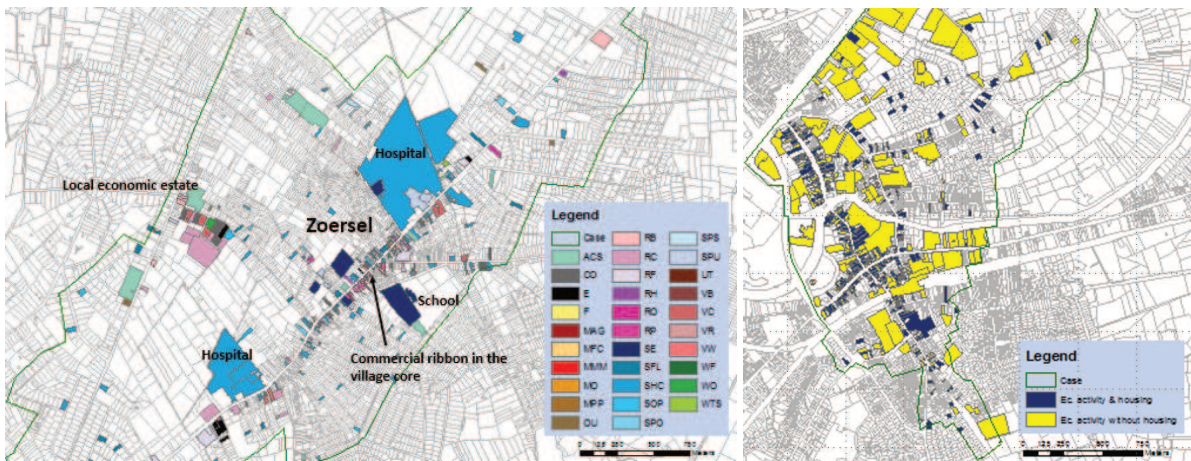 Hospital
Local economic estate
Zoersel
School
Hospital
Commercial ribbon in the
village core
Legend
Case
ACS
CO
E
F
MAG
MFC
MMM
MO
MPP
OU
RB
RC
RF
RH
RO
RP
SE
SFL
SHC
SOP
SPO
SPS
SPU
UT
VB
VC
VR
VW
WF
WO
WTS
Legend
Case
Ec. activity & housing
Ec. activity without housing